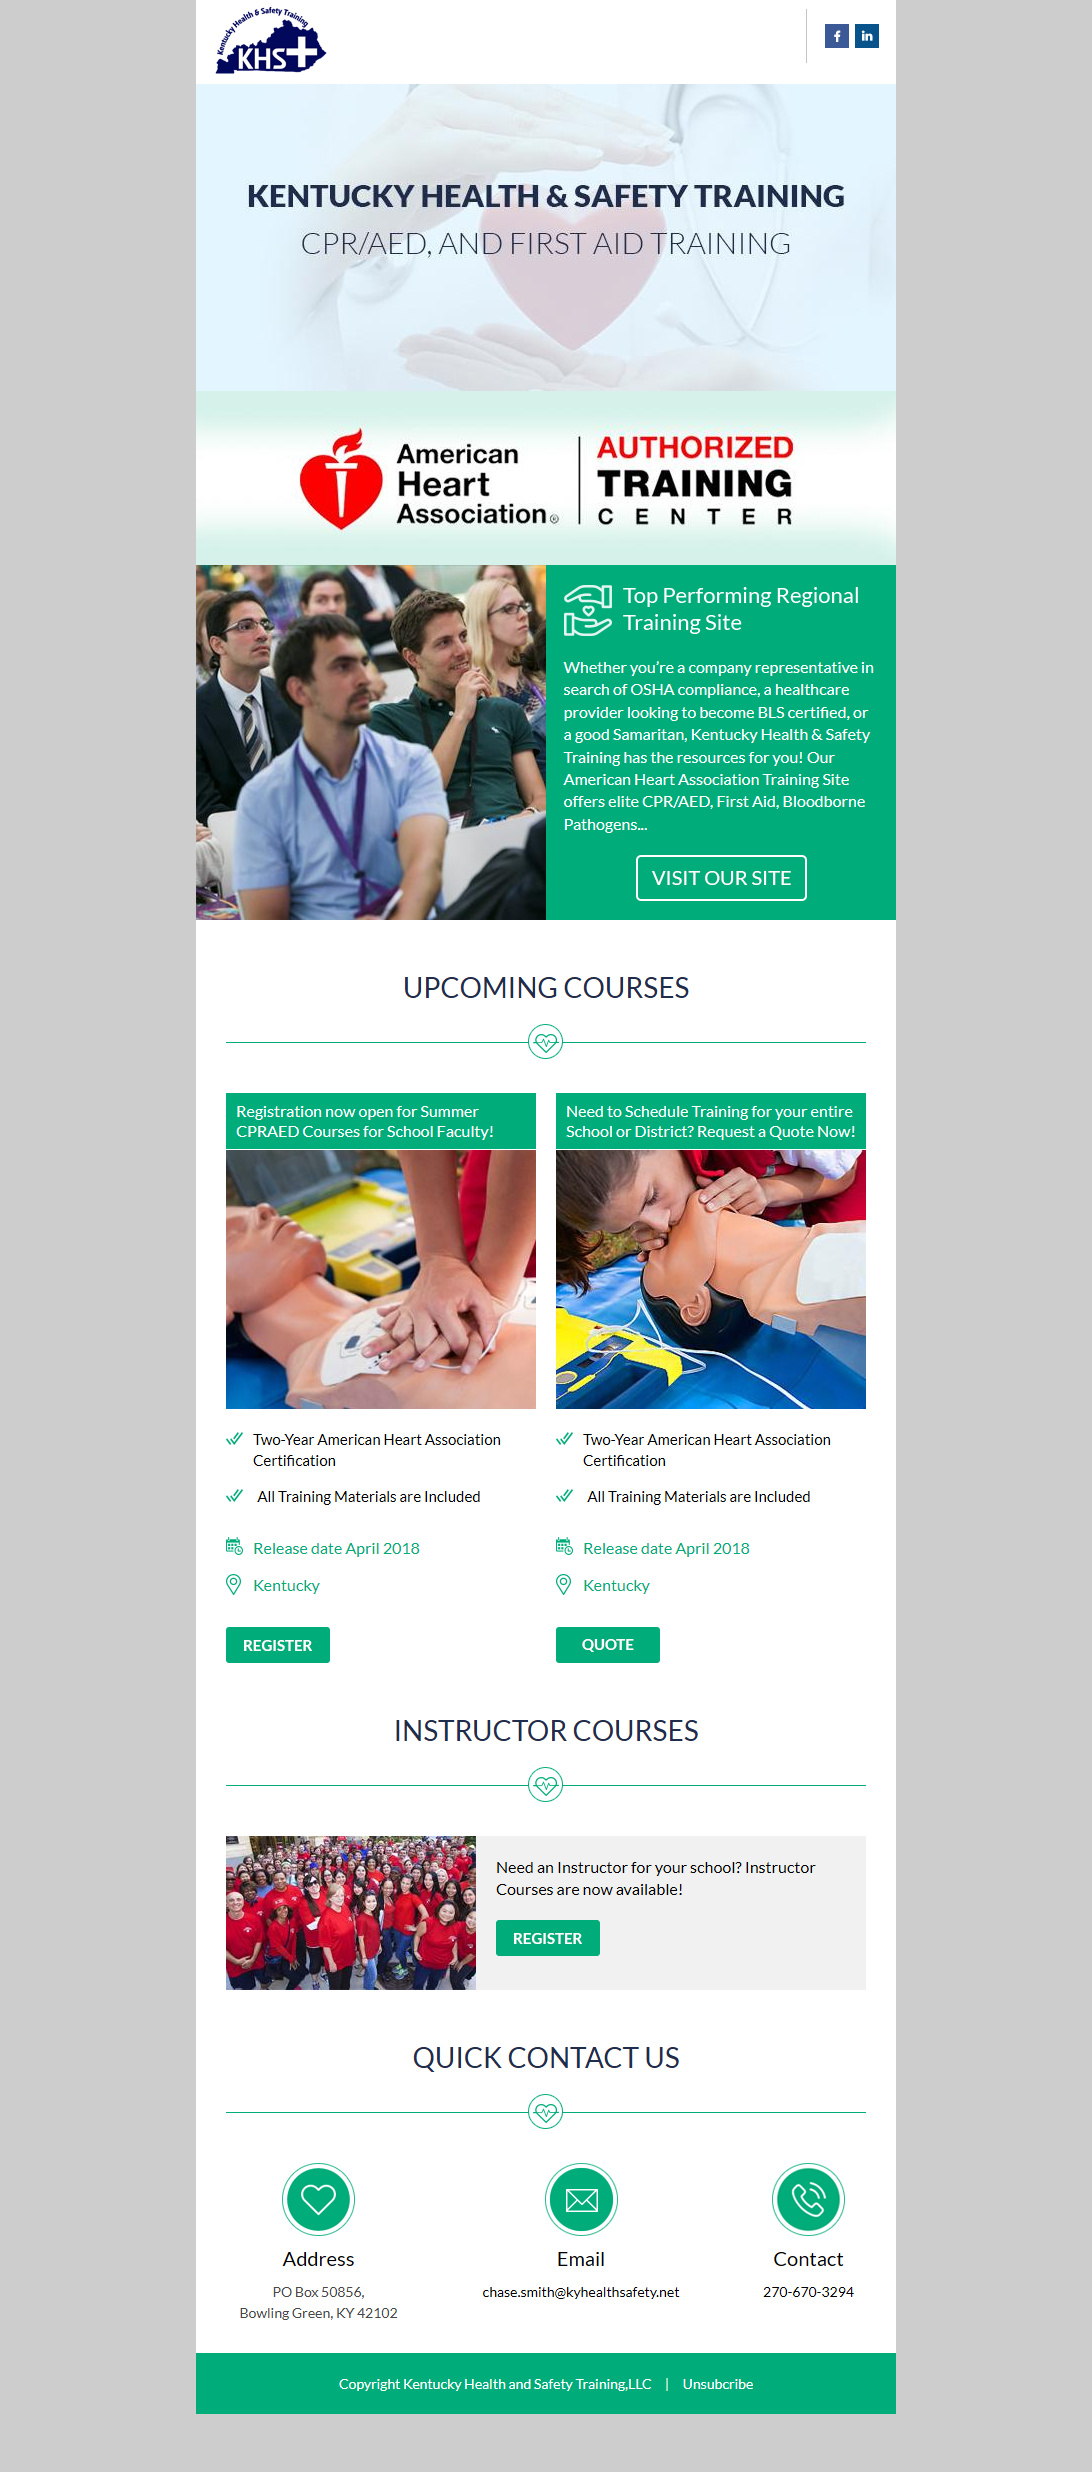 Kentucky Health & Safety Training
KHS
KENTUCKY HEALTH & SAFETY TRAINING
CPR/AED, AND FIRST AID TRAINING
American
Heart
Association®
AUTHORIZED
TRAINING
CENTER
Top Performing Regional
Training Site
Whether you're a company representative in
search of OSHA compliance, a healthcare
provider looking to become BLS certified, or
a good Samaritan, Kentucky Health & Safety
Training has the resources for you! Our
American Heart Association Training Site
offers elite CPR/AED, First Aid, Bloodborne
Pathogens...
VISIT OUR SITE
UPCOMING COURSES
Registration now open for Summer
CPRAED Courses for School Faculty!
Two-Year American Heart Association
Certification
All Training Materials are Included
Release date April 2018
Kentucky
REGISTER
Need to Schedule Training for your entire
School or District? Request a Quote Now!
Two-Year American Heart Association
Certification
All Training Materials are Included
Release date April 2018
Kentucky
QUOTE
INSTRUCTOR COURSES
Need an Instructor for your school? Instructor
Courses are now available!
REGISTER
QUICK CONTACT US
Address
PO Box 50856,
Bowling Green, KY 42102
Email
chase.smith@kyhealthsafety.net
Contact
270-670-3294
Copyright Kentucky Health and Safety Training,LLC | Unsubcribe